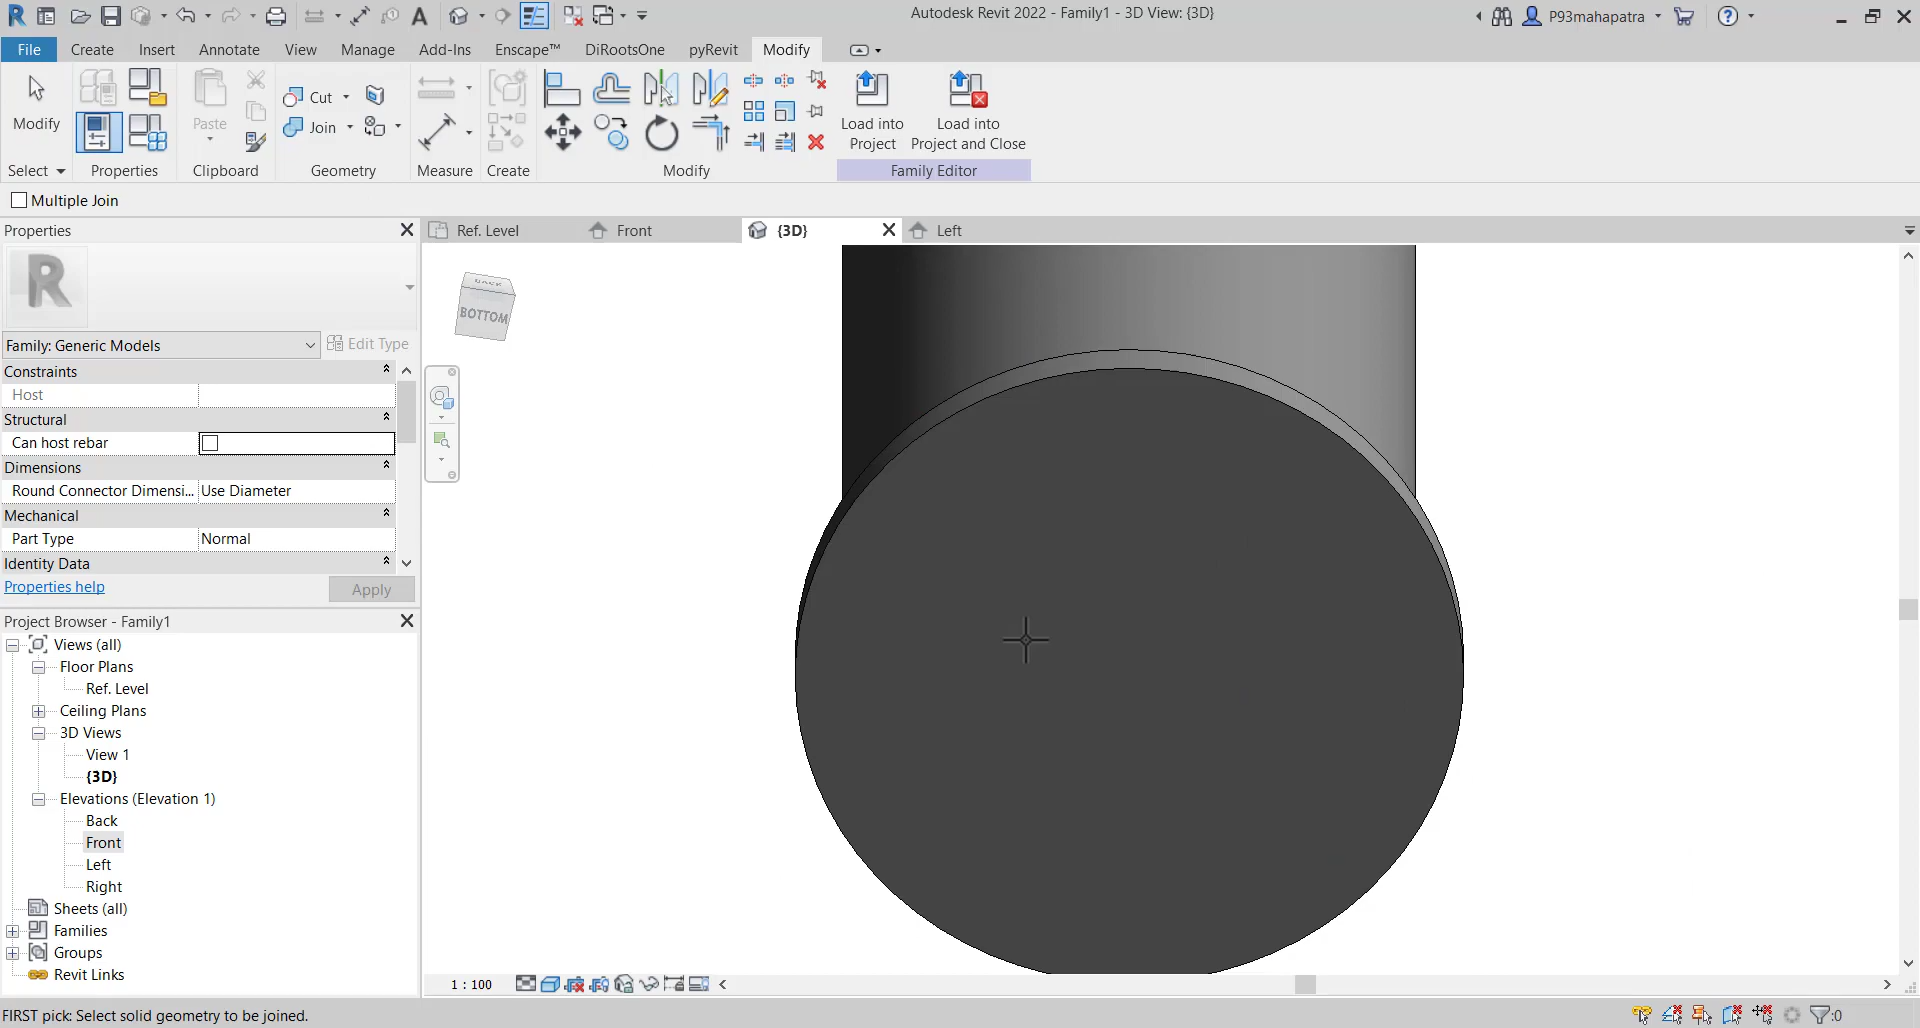 Autodesk Revit 2022 - Family1 - 3D View: {3D}
P93mahapatra
File Create Insert Annotate View Manage Add-Ins Enscape™ DiRootsOne pyRevit Modify
Modify
Paste
Cut
Join
Load into Project
Load into Project and Close
Select Properties Clipboard Geometry Measure Create Modify Family Editor
Multiple Join
Properties
Ref. Level Front {3D} Left
BACK
BOTTOM
R
Family: Generic Models Edit Type
Constraints
Host
Structural
Can host rebar
Dimensions
Round Connector Dimensi... Use Diameter
Mechanical
Part Type Normal
Identity Data
Properties help Apply
Project Browser - Family1
Views (all)
Floor Plans
Ref. Level
Ceiling Plans
3D Views
View 1
{3D}
Elevations (Elevation 1)
Back
Front
Left
Right
Sheets (all)
Families
Groups
Revit Links
1 : 100
FIRST pick: Select solid geometry to be joined.
:0